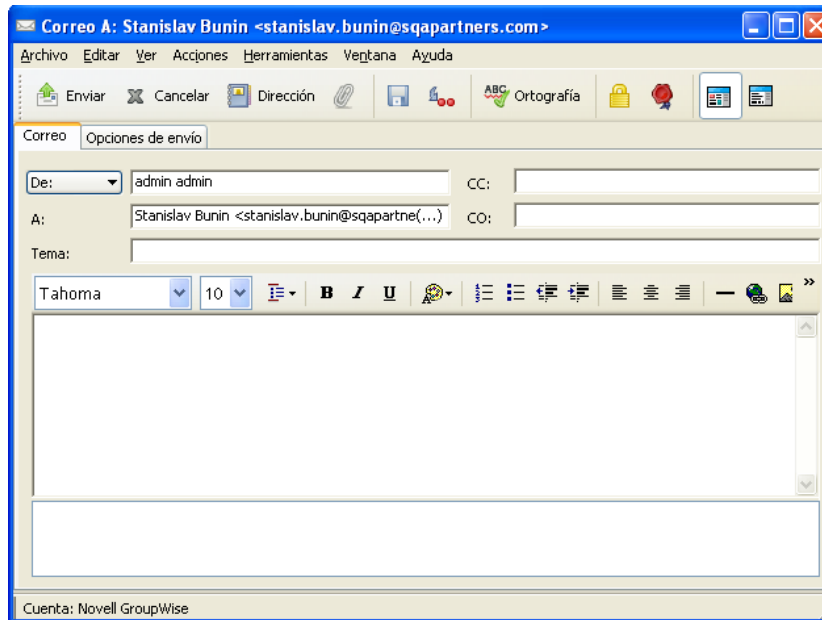 Correo A: Stanislav Bunin <stanislav.bunin@sqapartners.com>
Archivo Editar Ver Acciones Herramientas Ventana Ayuda
Enviar Cancelar Dirección ABC Ortografía
Correo Opciones de envío
De: admin admin CC:
A: Stanislav Bunin <stanislav.bunin@sqapartne(...) CO:
Tema:
Tahoma 10 B I U
Cuenta: Novell GroupWise